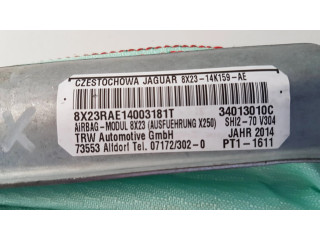 CZESTOCHOWA JAGUAR 8X23-14K159-AE
8X23RAE14003181T 34013010C
AIRBAG-MODUL 8X23 (AUSFUEHRUNG X250) SHI2-70 V304
TRW Automotive GmbH JAHR 2014
73553 Alldorf Tel. 07172/302-0 PT1-1611